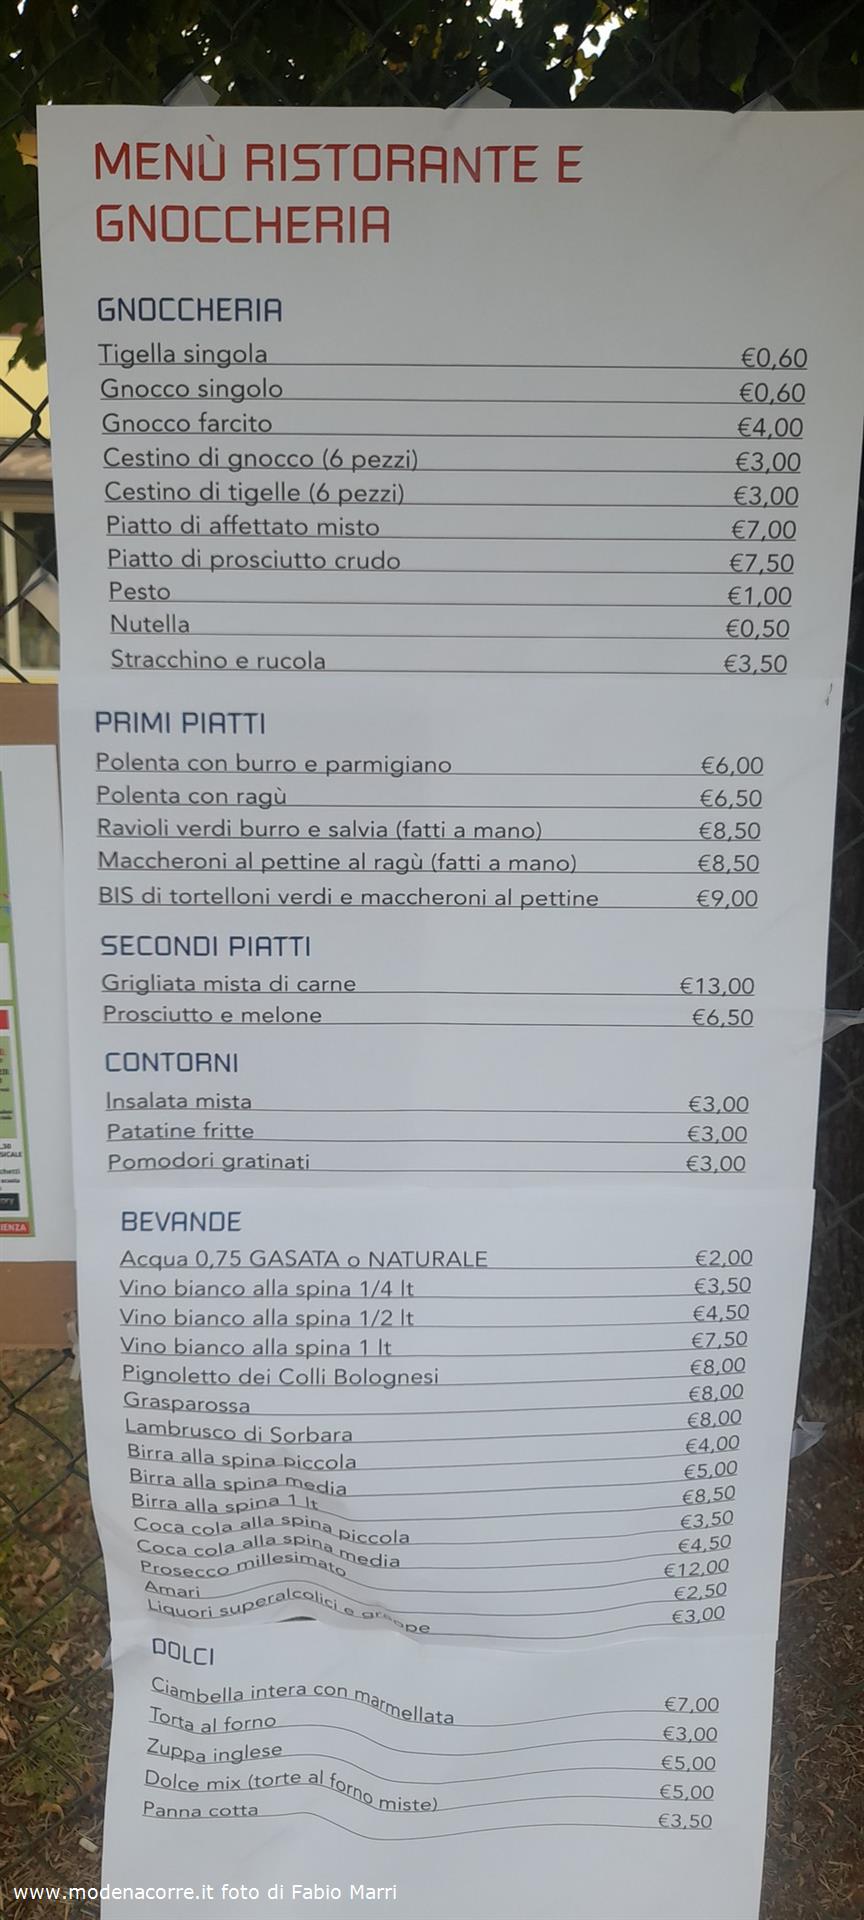 MENÙ RISTORANTE E
GNOCCHERIA
GNOCCHERIA
Tigella singola €0,60
Gnocco singolo €0,60
Gnocco farcito €4,00
Cestino di gnocco (6 pezzi) €3,00
Cestino di tigelle (6 pezzi) €3,00
Piatto di affettato misto €7,00
Piatto di prosciutto crudo €7,50
Pesto €1,00
Nutella €0,50
Stracchino e rucola €3,50
PRIMI PIATTI
Polenta con burro e parmigiano €6,00
Polenta con ragù €6,50
Ravioli verdi burro e salvia (fatti a mano) €8,50
Maccheroni al pettine al ragù (fatti a mano) €8,50
BIS di tortelloni verdi e maccheroni al pettine €9,00
SECONDI PIATTI
Grigliata mista di carne €13,00
Prosciutto e melone €6,50
CONTORNI
Insalata mista €3,00
Patatine fritte €3,00
Pomodori gratinati €3,00
BEVANDE
Acqua 0,75 GASATA o NATURALE €2,00
Vino bianco alla spina 1/4 lt €3,50
Vino bianco alla spina 1/2 lt €4,50
Vino bianco alla spina 1 lt €7,50
Pignoletto dei Colli Bolognesi €8,00
Grasparossa €8,00
Lambrusco di Sorbara €8,00
Birra alla spina piccola €4,00
Birra alla spina media €5,00
Birra alla spina 1 lt €8,50
Coca cola alla spina piccola €3,50
Coca cola alla spina media €4,50
Prosecco millesimato €12,00
Amari €2,50
Liquori superalcolici e grappe €3,00
DOLCI
Ciambella intera con marmellata €7,00
Torta al forno €3,00
Zuppa inglese €5,00
Dolce mix (torte al forno miste) €5,00
Panna cotta €3,50
www.modenacorre.it foto di Fabio Marri